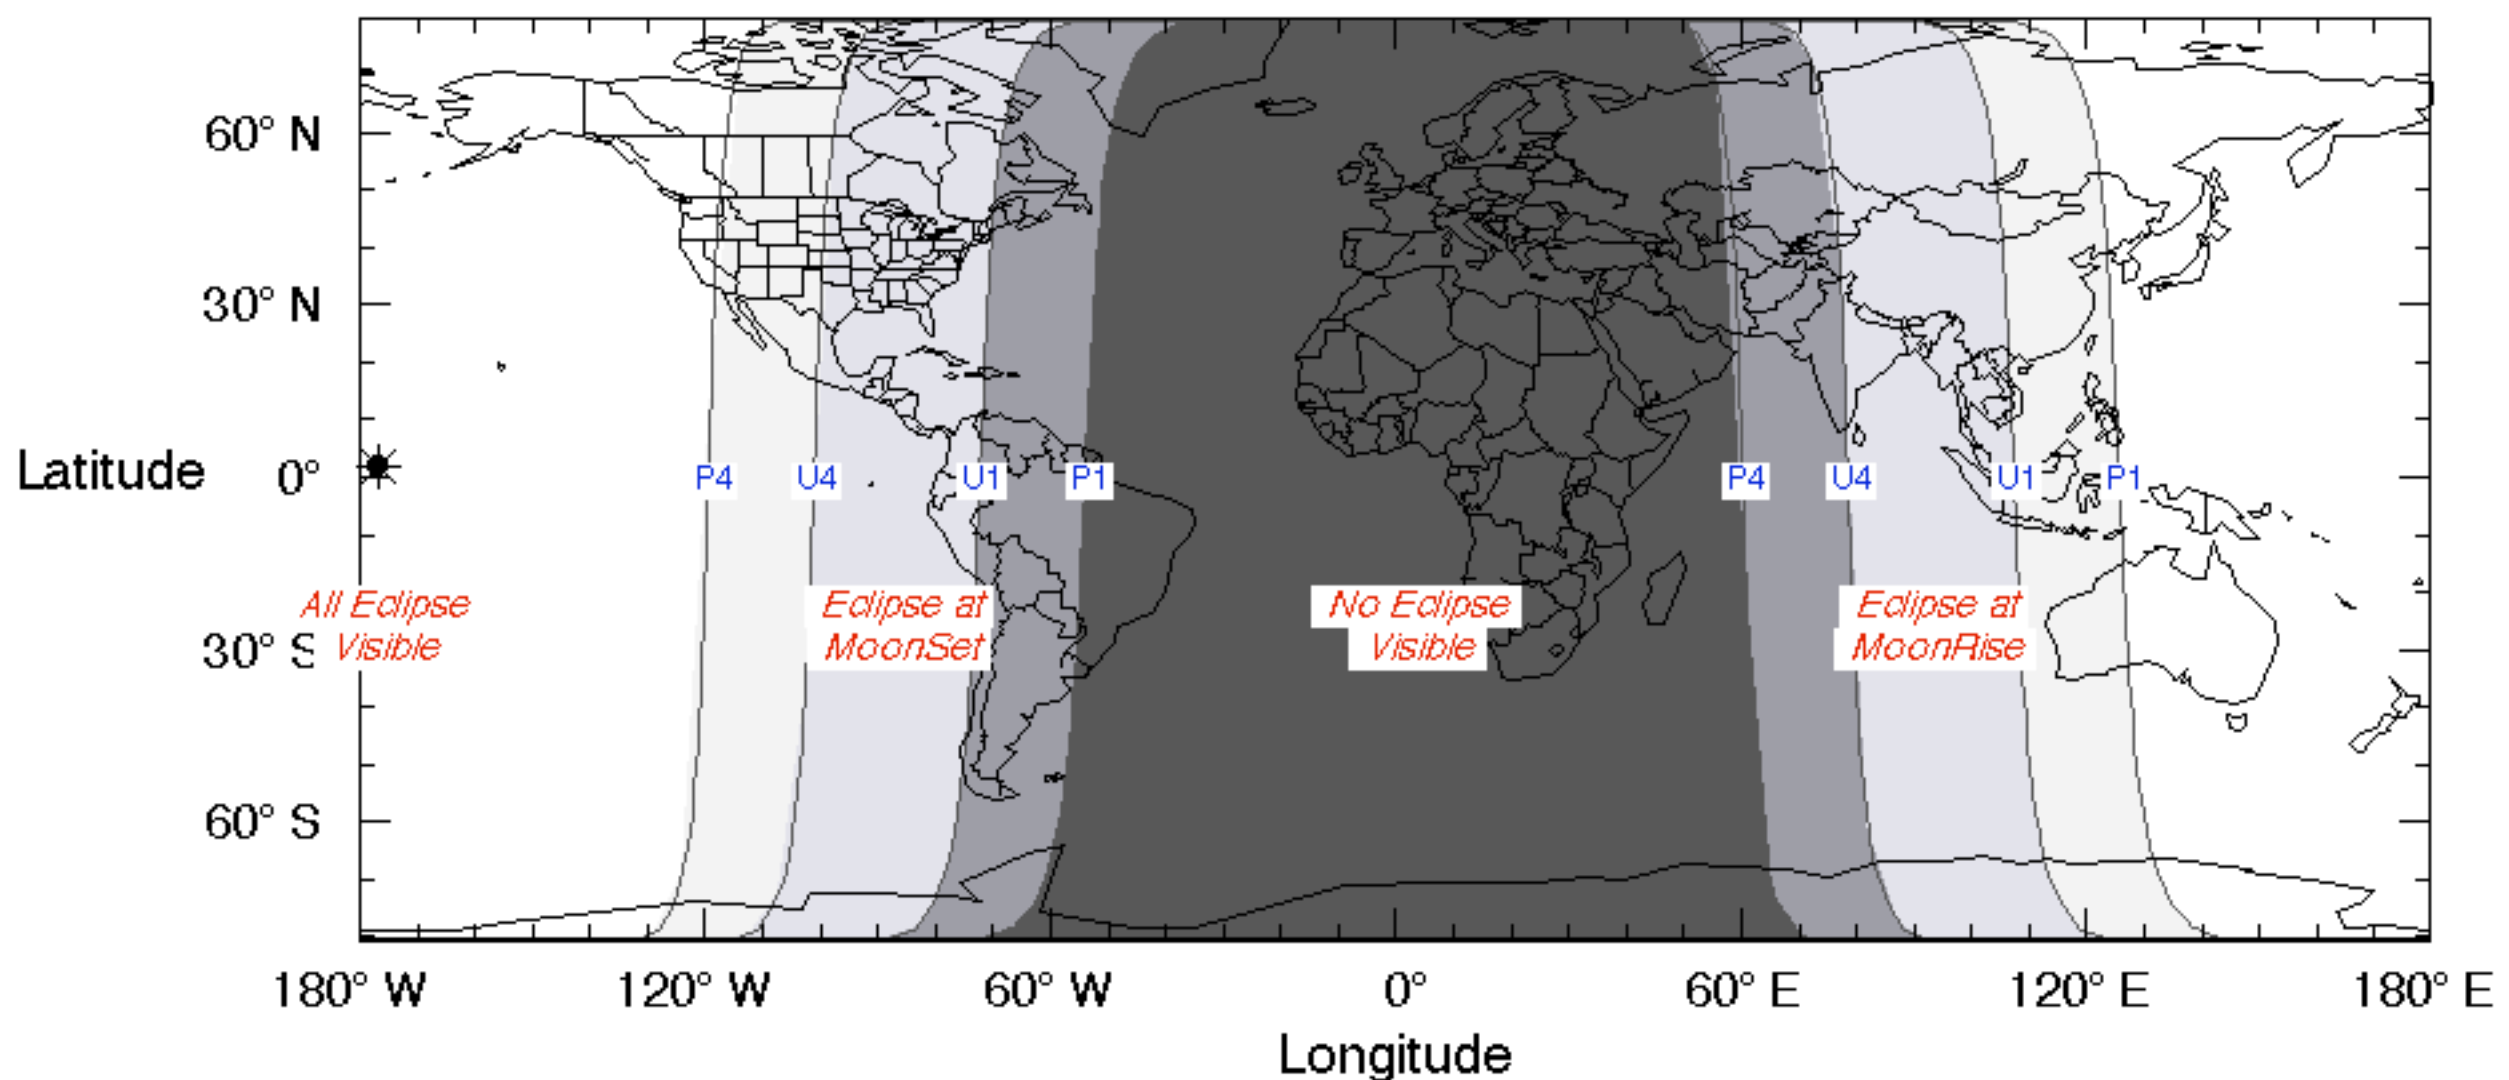 60° N
30° N
Latitude 0°
P4 U4 U1 P1 P4 U4 U1 P1
All Eclipse Eclipse at No Eclipse Eclipse at
30° S Visible MoonSet Visible MoonRise
60° S
180° W 120° W 60° W 0° 60° E 120° E 180° E
Longitude